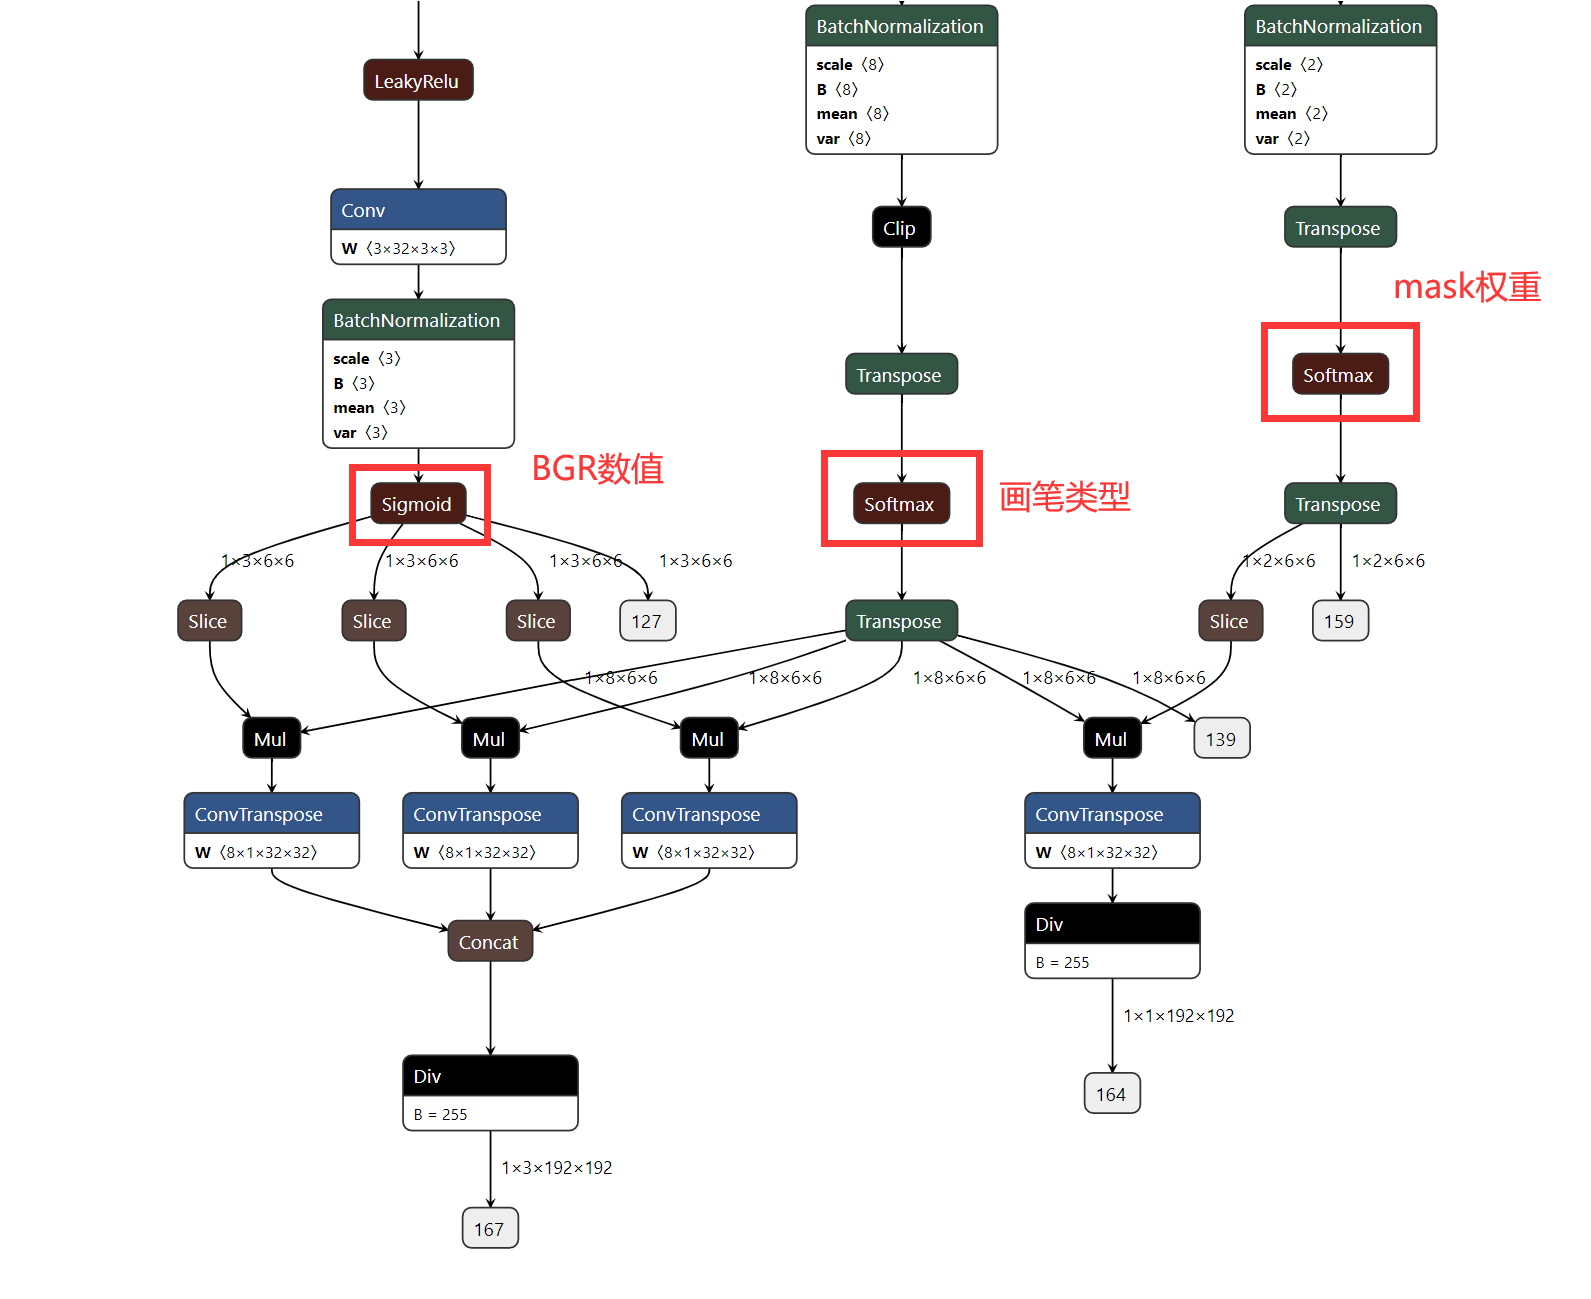 BatchNormalization
scale〈8〉
B〈8〉
mean〈8〉
var〈8〉
BatchNormalization
scale〈2〉
B〈2〉
mean〈2〉
var〈2〉
LeakyRelu
Conv
W〈3×32×3×3〉
Clip
Transpose
mask权重
BatchNormalization
scale〈3〉
B〈3〉
mean〈3〉
var〈3〉
Transpose
Softmax
BGR数值
Sigmoid
Softmax
画笔类型
Transpose
1×3×6×6
1×3×6×6
1×3×6×6
1×3×6×6
1×2×6×6
1×2×6×6
Slice
Slice
Slice
127
Transpose
Slice
159
1×8×6×6
1×8×6×6
1×8×6×6
1×8×6×6
1×8×6×6
Mul
Mul
Mul
Mul
139
ConvTranspose
W〈8×1×32×32〉
ConvTranspose
W〈8×1×32×32〉
ConvTranspose
W〈8×1×32×32〉
ConvTranspose
W〈8×1×32×32〉
Concat
Div
B = 255
1×1×192×192
Div
B = 255
164
1×3×192×192
167